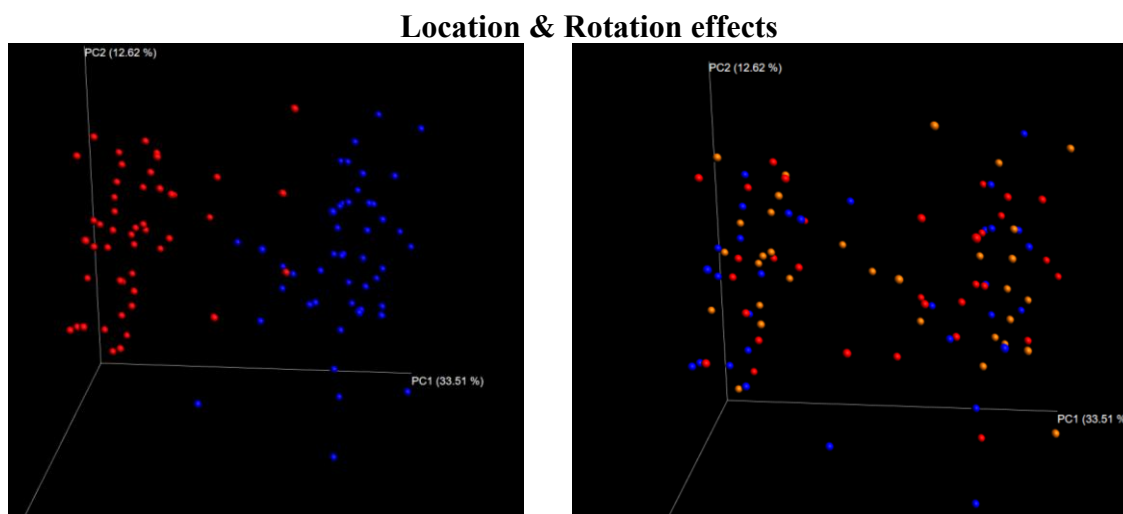 Location & Rotation effects
PC2 (12.62 %)
PC1 (33.51 %)
PC2 (12.62 %)
PC1 (33.51 %